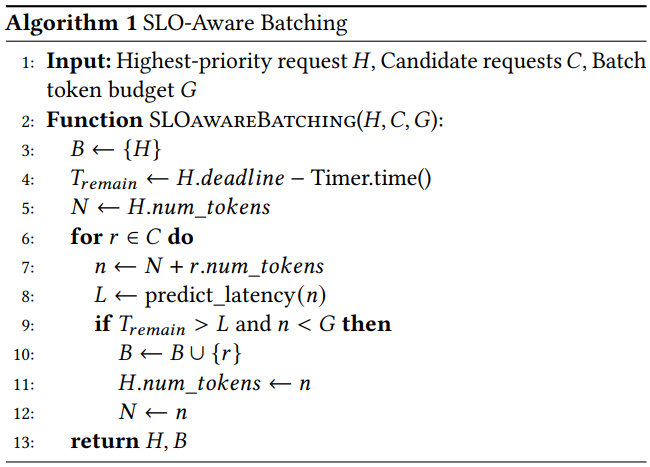 Algorithm 1 SLO-Aware Batching
1: Input: Highest-priority request H, Candidate requests C, Batch
token budget G
2: Function SLOAWAREBATCHING(H, C, G):
3: B ← {H}
4: T_remain ← H.deadline − Timer.time()
5: N ← H.num_tokens
6: for r ∈ C do
7: n ← N + r.num_tokens
8: L ← predict_latency(n)
9: if T_remain > L and n < G then
10: B ← B ∪ {r}
11: H.num_tokens ← n
12: N ← n
13: return H, B